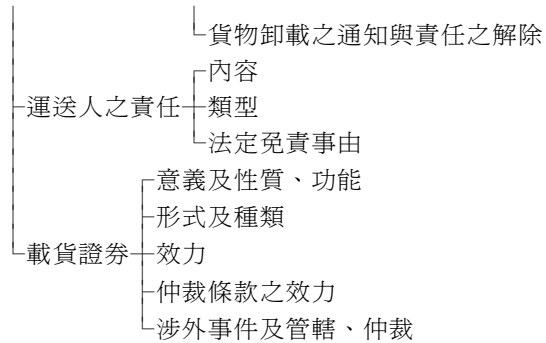 貨物卸載之通知與責任之解除
內容
運送人之責任 類型
法定免責事由
意義及性質、功能
形式及種類
載貨證券 效力
仲裁條款之效力
涉外事件及管轄、仲裁